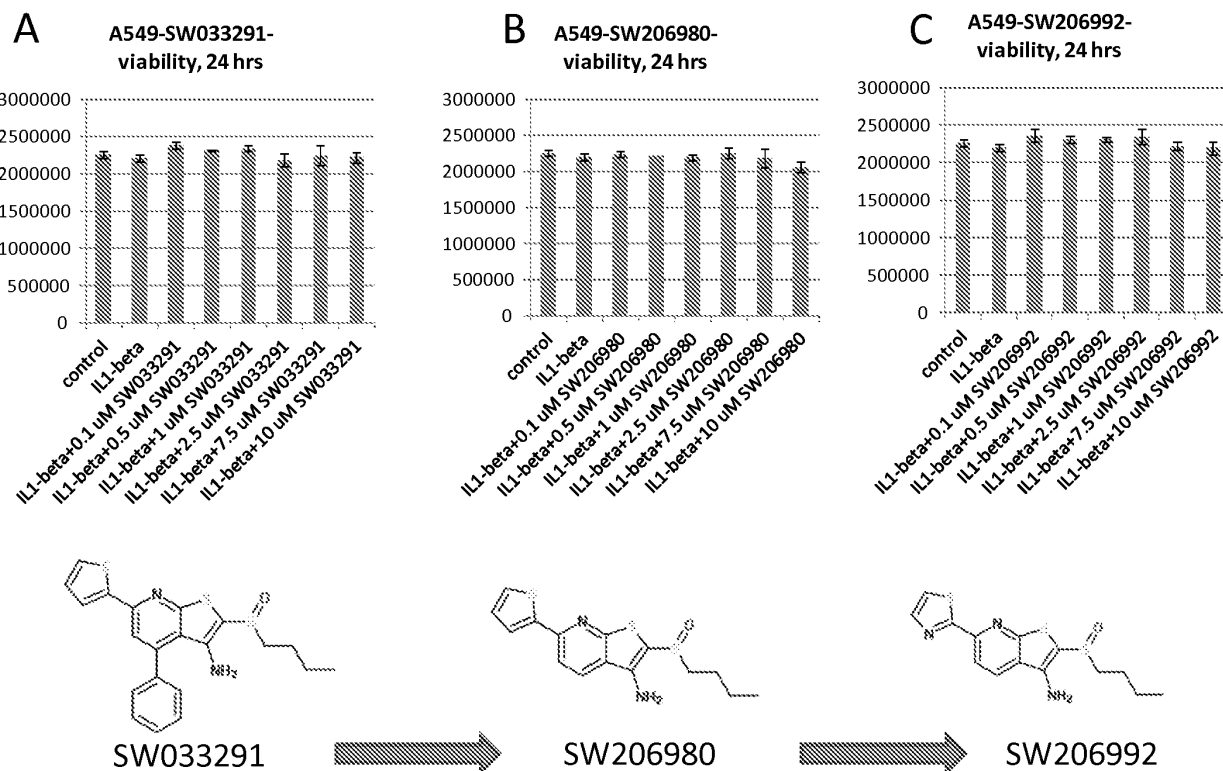 A
A549-SW033291-
viability, 24 hrs
3000000
2500000
2000000
1500000
1000000
500000
0
control
IL1-beta
IL1-beta+0.1 uM SW033291
IL1-beta+0.5 uM SW033291
IL1-beta+1 uM SW033291
IL1-beta+2.5 uM SW033291
IL1-beta+7.5 uM SW033291
IL1-beta+10 uM SW033291
B
A549-SW206980-
viability, 24 hrs
3000000
2500000
2000000
1500000
1000000
500000
0
control
IL1-beta
IL1-beta+0.1 uM SW206980
IL1-beta+0.5 uM SW206980
IL1-beta+1 uM SW206980
IL1-beta+2.5 uM SW206980
IL1-beta+7.5 uM SW206980
IL1-beta+10 uM SW206980
C
A549-SW206992-
viability, 24 hrs
3000000
2500000
2000000
1500000
1000000
500000
0
control
IL1-beta
IL1-beta+0.1 uM SW206992
IL1-beta+0.5 uM SW206992
IL1-beta+1 uM SW206992
IL1-beta+2.5 uM SW206992
IL1-beta+7.5 uM SW206992
IL1-beta+10 uM SW206992
S
N
S
S
O
NH₂
SW033291
S
N
S
S
O
NH₂
SW206980
S
N
N
S
S
O
NH₂
SW206992